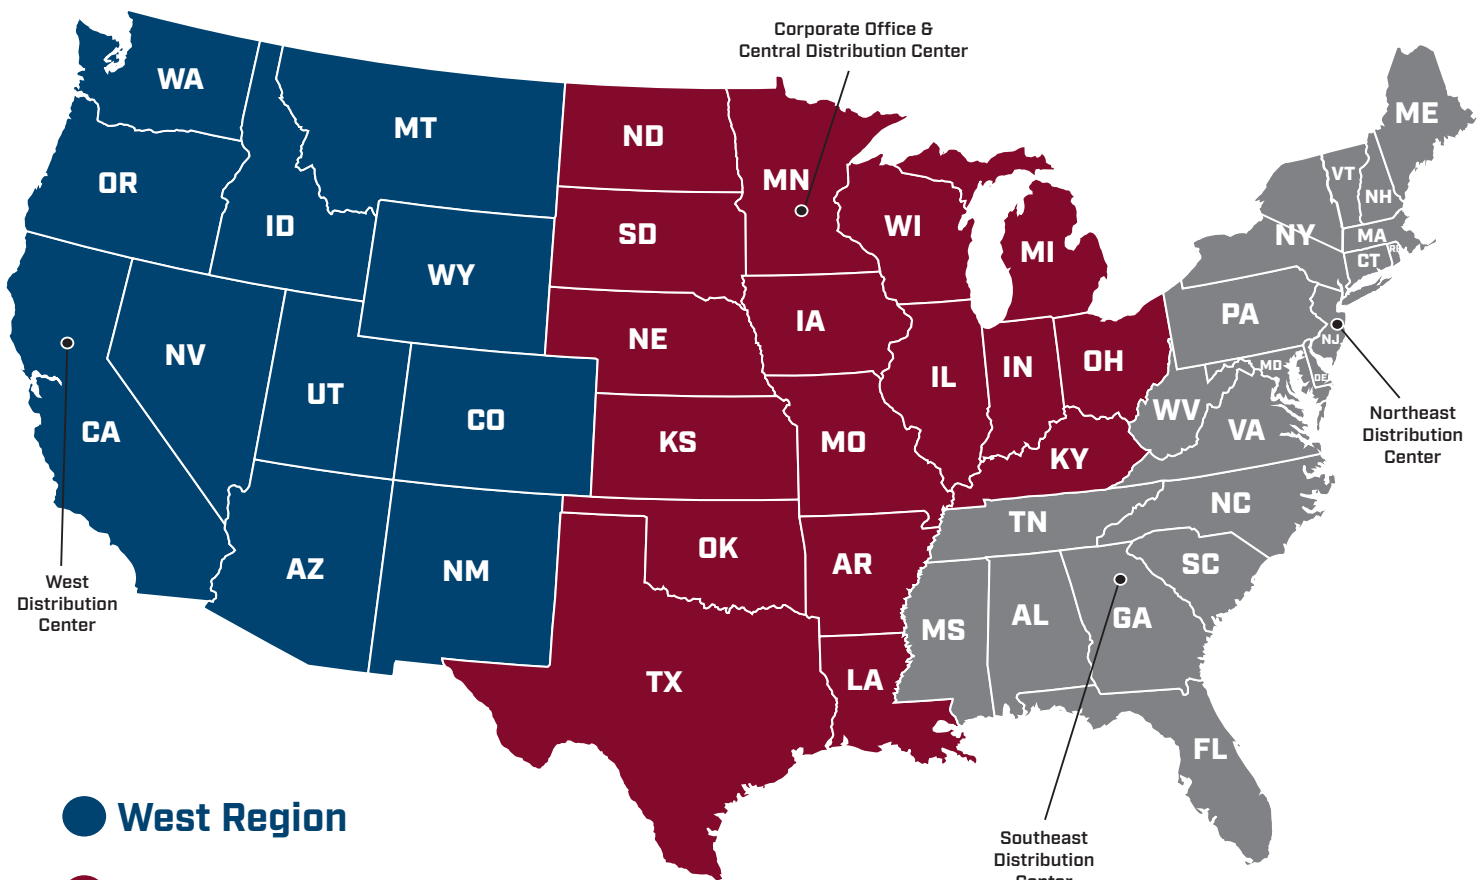 Corporate Office &
Central Distribution Center
WA
MT
ND
MN
ME
OR
ID
SD
WI
MI
VT
NH
NY
MA
CT
RI
WY
NE
IA
PA
NJ
NV
UT
CO
IL
IN
OH
MD
DE
CA
KS
MO
KY
WV
VA
Northeast
Distribution
Center
AZ
NM
OK
AR
TN
NC
SC
West
Distribution
Center
MS
AL
GA
TX
LA
FL
West Region
Southeast
Distribution
Center